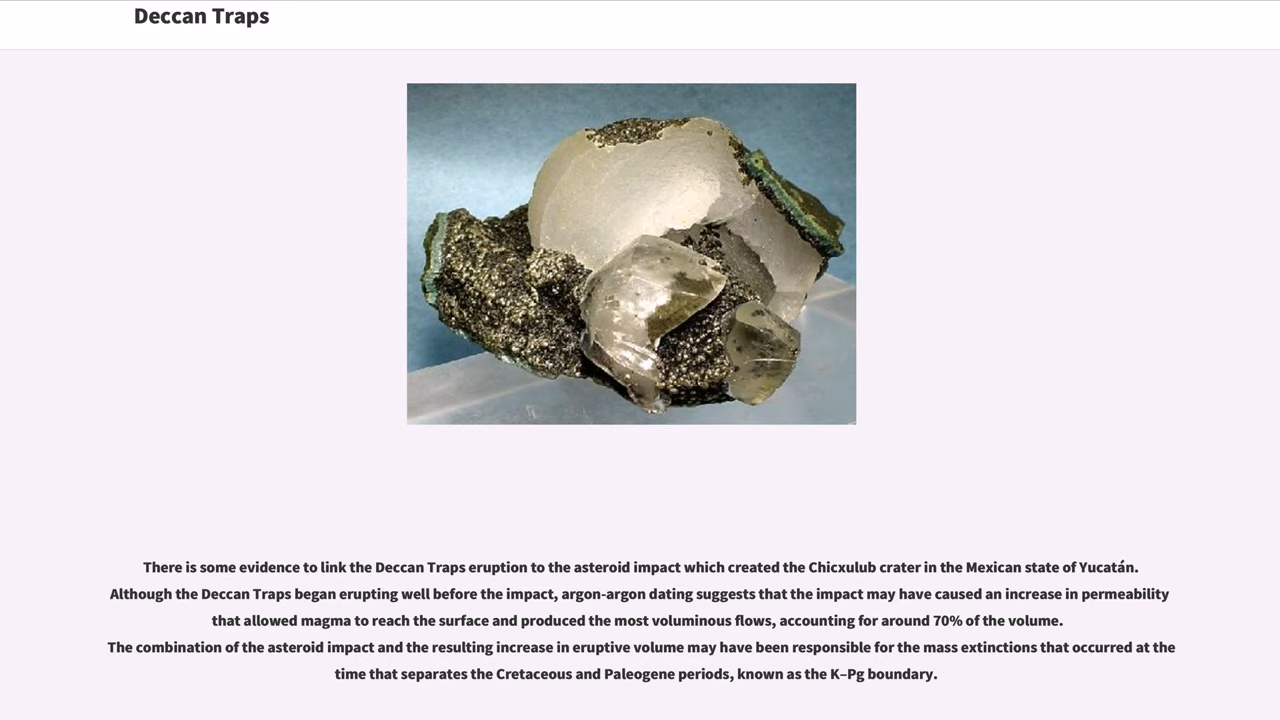 Deccan Traps
There is some evidence to link the Deccan Traps eruption to the asteroid impact which created the Chicxulub crater in the Mexican state of Yucatán.
Although the Deccan Traps began erupting well before the impact, argon-argon dating suggests that the impact may have caused an increase in permeability
that allowed magma to reach the surface and produced the most voluminous flows, accounting for around 70% of the volume.
The combination of the asteroid impact and the resulting increase in eruptive volume may have been responsible for the mass extinctions that occurred at the
time that separates the Cretaceous and Paleogene periods, known as the K–Pg boundary.